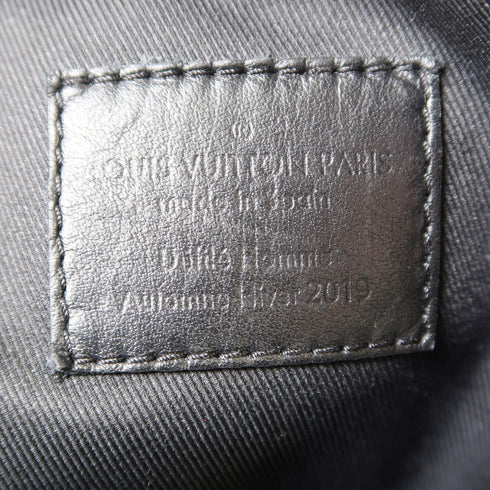 ®
LOUIS VUITTON PARIS
made in Spain
Défilé Homme
Automne Hiver 2019